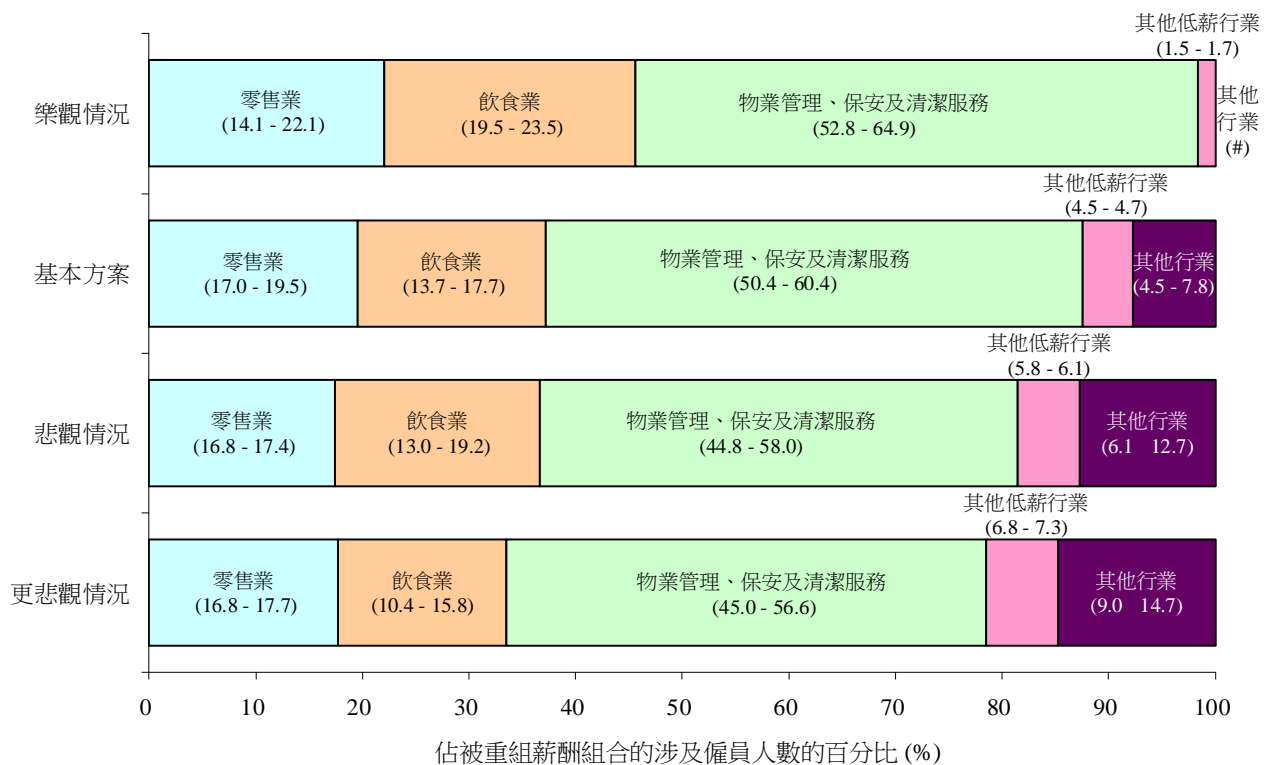 其他低薪行業
(1.5 - 1.7)
樂觀情況
零售業
(14.1 - 22.1)
飲食業
(19.5 - 23.5)
物業管理、保安及清潔服務
(52.8 - 64.9)
其他
行業
(#)
其他低薪行業
(4.5 - 4.7)
基本方案
零售業
(17.0 - 19.5)
飲食業
(13.7 - 17.7)
物業管理、保安及清潔服務
(50.4 - 60.4)
其他行業
(4.5 - 7.8)
其他低薪行業
(5.8 - 6.1)
悲觀情況
零售業
(16.8 - 17.4)
飲食業
(13.0 - 19.2)
物業管理、保安及清潔服務
(44.8 - 58.0)
其他行業
(6.1 12.7)
其他低薪行業
(6.8 - 7.3)
更悲觀情況
零售業
(16.8 - 17.7)
飲食業
(10.4 - 15.8)
物業管理、保安及清潔服務
(45.0 - 56.6)
其他行業
(9.0 14.7)
0 10 20 30 40 50 60 70 80 90 100
佔被重組薪酬組合的涉及僱員人數的百分比 (%)